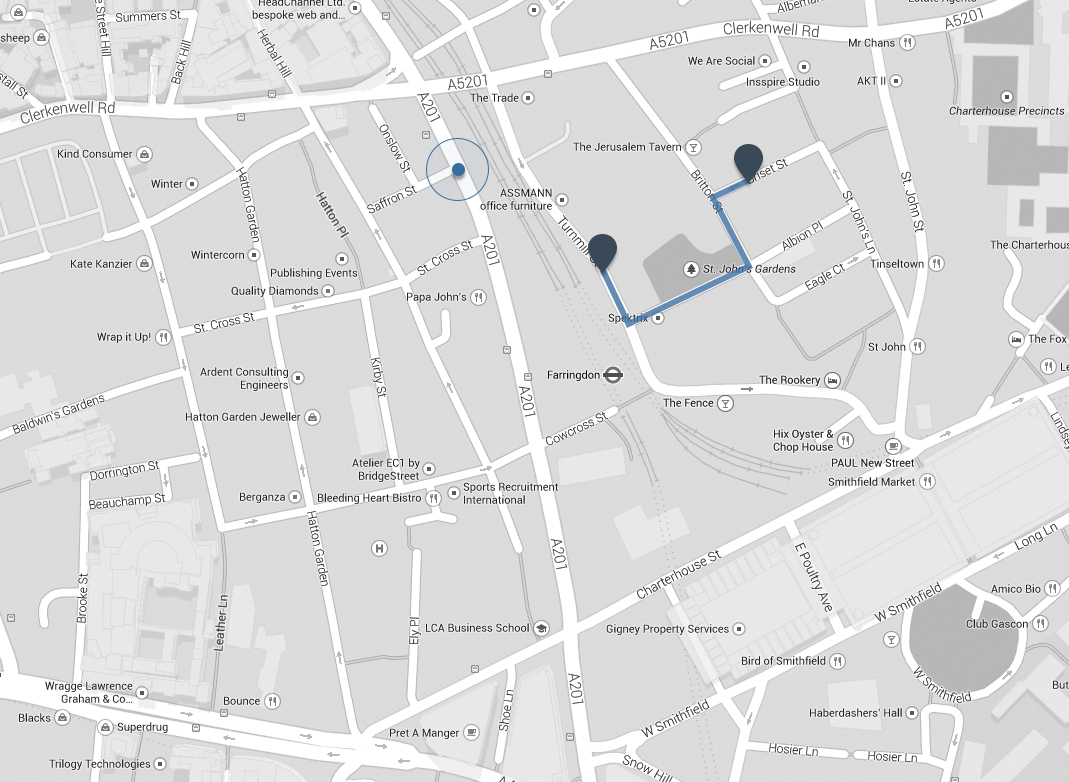 HeadChannel Ltd.
bespoke web and...
Summers St
sheep
Back Hill
Herbal Hill
Clerkenwell Rd
A5201
Mr Chans
We Are Social
Insspire Studio
AKT II
Charterhouse Precincts
A5201
A5201
The Trade
A201
Clerkenwell Rd
Onslow St
The Jerusalem Tavern
Kind Consumer
Winter
Saffron St
ASSMANN
office furniture
Britton St
St. John's Ln
St. John St
Hatton Garden
Hatton Pl
Albion Pl
Wintercorn
St. Cross St
A201
Kate Kanzier
Publishing Events
St. John's Gardens
Eagle Ct
Tinseltown
Quality Diamonds
Papa John's
St. Cross St
Spektrix
Wrap it Up!
St John
The Fox
Ardent Consulting
Engineers
Kirby St
Farringdon
The Rookery
A201
The Fence
Baldwin's Gardens
Hatton Garden Jeweller
Cowcross St
Hix Oyster &
Chop House
PAUL New Street
Smithfield Market
Dorrington St
Atelier EC1 by
BridgeStreet
Beauchamp St
Berganza
Bleeding Heart Bistro
Sports Recruitment
International
Hatton Garden
A201
Long Ln
Charterhouse St
E Poultry Ave
Brooke St
Leather Ln
Ely Pl
W Smithfield
Amico Bio
Club Gascon
LCA Business School
Gigney Property Services
Bird of Smithfield
W Smithfield
Wragge Lawrence
Graham & Co...
Bounce
A201
Shoe Ln
Haberdashers' Hall
Blacks
Superdrug
Pret A Manger
W Smithfield
Hosier Ln
Hosier Ln
Trilogy Technologies
Snow Hill